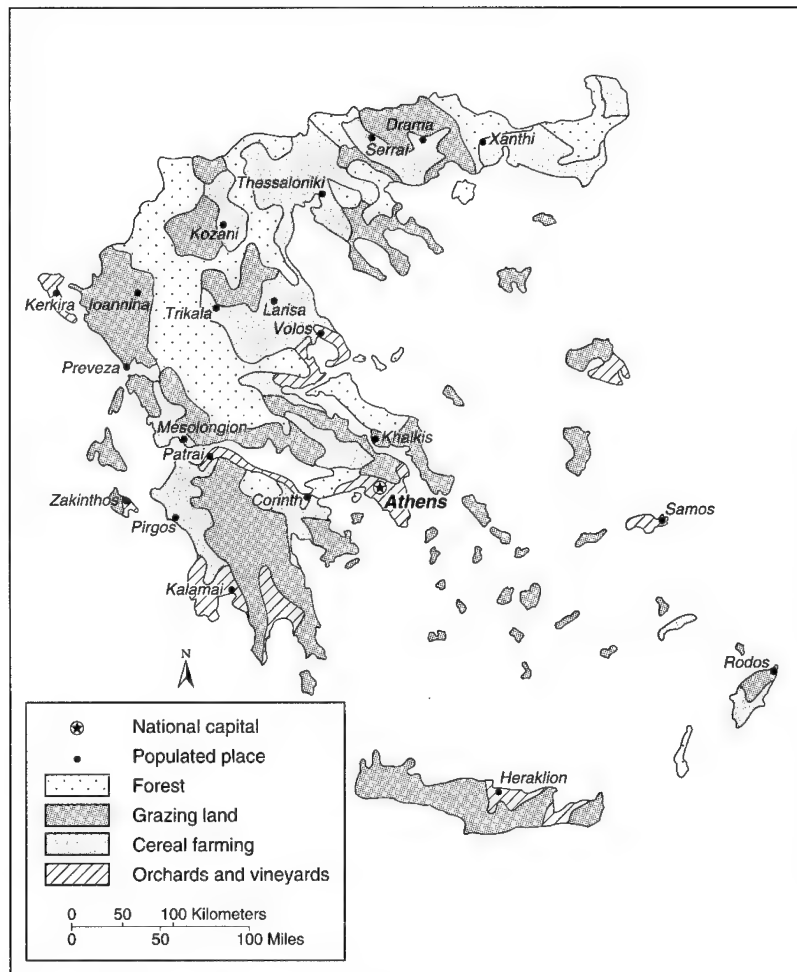 Drama
Serrai
Xanthi
Thessaloniki
Kozani
Kerkira
Ioannina
Trikala
Larisa
Volos
Preveza
Mesolongion
Khalkis
Patrai
Zakinthos
Corinth
Athens
Pirgos
Samos
Kalamai
N
Rodos
Heraklion
National capital
Populated place
Forest
Grazing land
Cereal farming
Orchards and vineyards
0 50 100 Kilometers
0 50 100 Miles